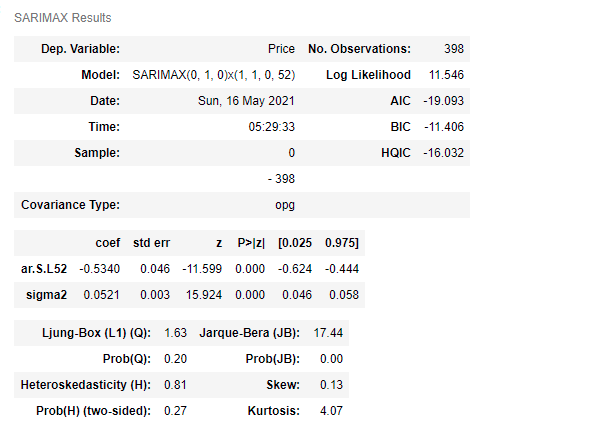 SARIMAX Results
Dep. Variable: Price No. Observations: 398
Model: SARIMAX(0, 1, 0)x(1, 1, 0, 52) Log Likelihood 11.546
Date: Sun, 16 May 2021 AIC -19.093
Time: 05:29:33 BIC -11.406
Sample: 0 HQIC -16.032
- 398
Covariance Type: opg
coef std err z P>|z| [0.025 0.975]
ar.S.L52 -0.5340 0.046 -11.599 0.000 -0.624 -0.444
sigma2 0.0521 0.003 15.924 0.000 0.046 0.058
Ljung-Box (L1) (Q): 1.63 Jarque-Bera (JB): 17.44
Prob(Q): 0.20 Prob(JB): 0.00
Heteroskedasticity (H): 0.81 Skew: 0.13
Prob(H) (two-sided): 0.27 Kurtosis: 4.07